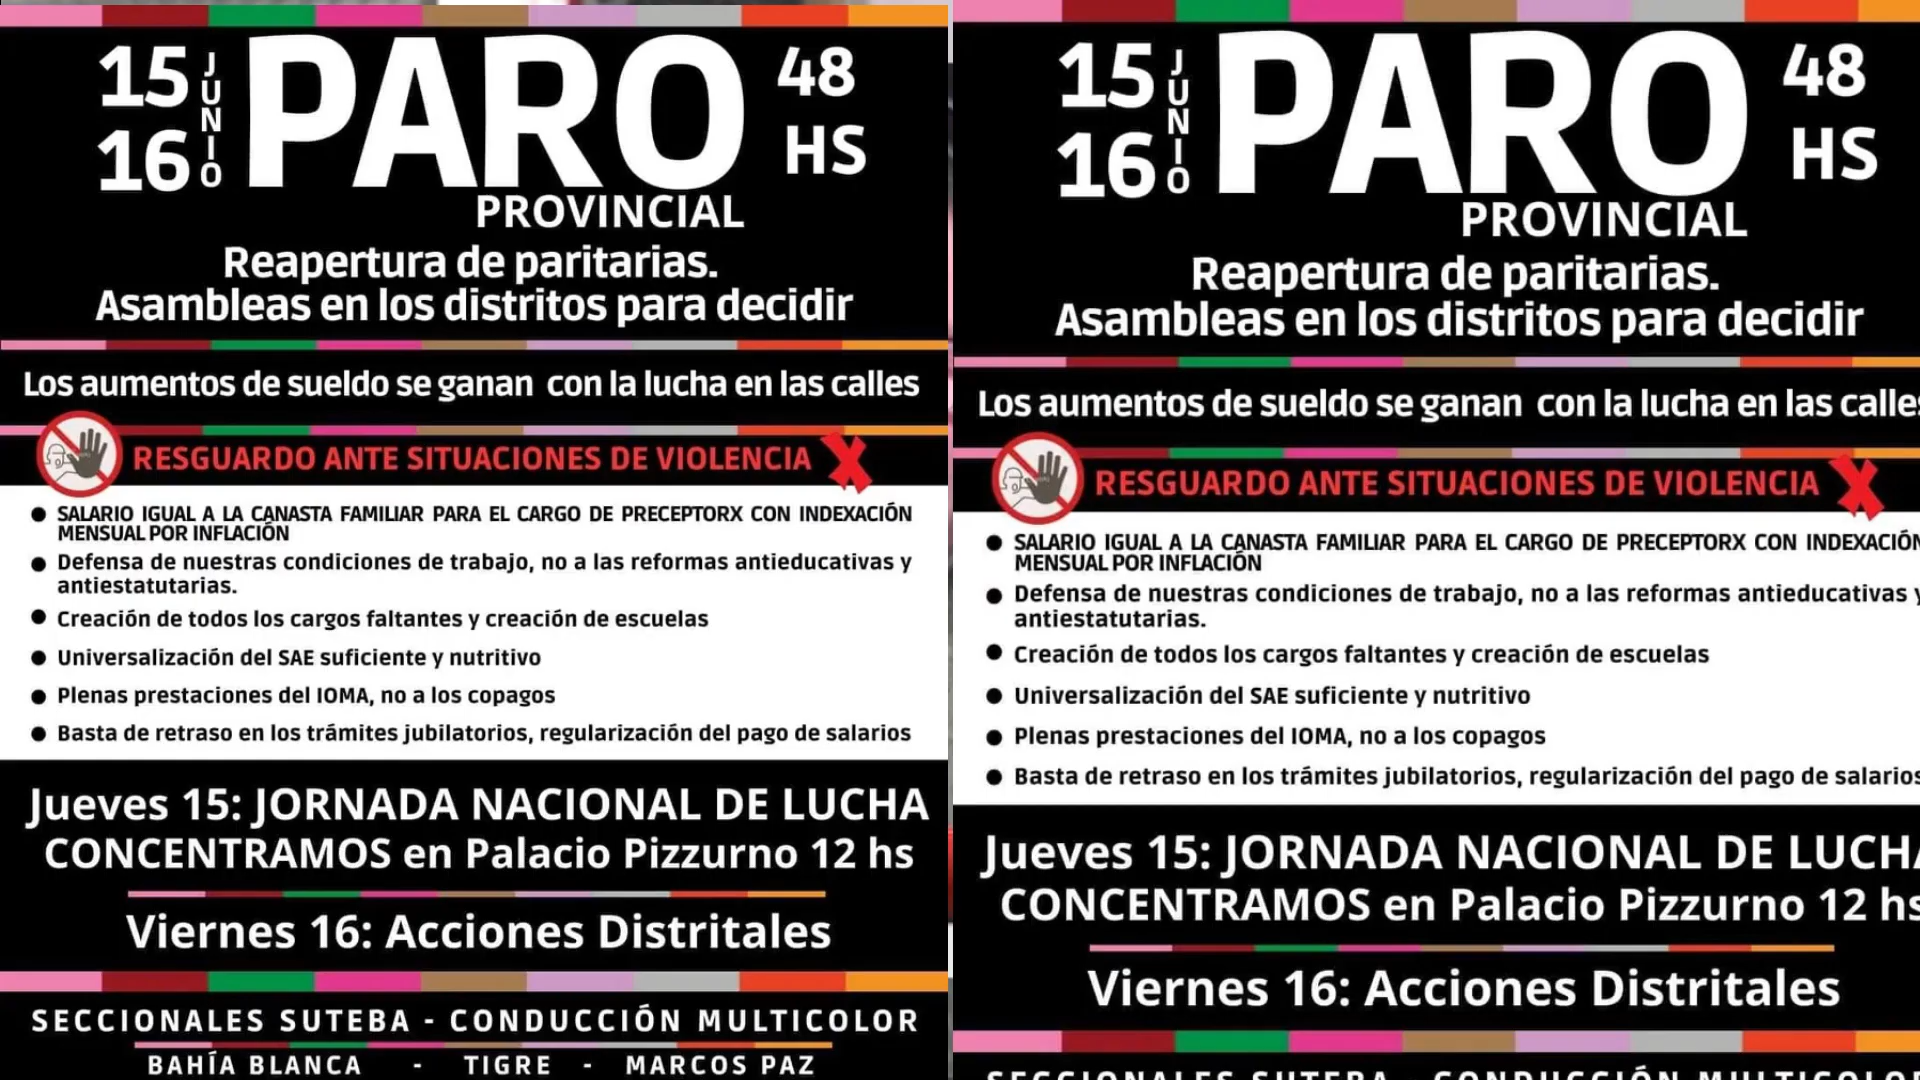 15
16
JUNIO
PARO
48
HS
PROVINCIAL
Reapertura de paritarias.
Asambleas en los distritos para decidir
Los aumentos de sueldo se ganan con la lucha en las calles
RESGUARDO ANTE SITUACIONES DE VIOLENCIA
SALARIO IGUAL A LA CANASTA FAMILIAR PARA EL CARGO DE PRECEPTORX CON INDEXACIÓN
MENSUAL POR INFLACIÓN
Defensa de nuestras condiciones de trabajo, no a las reformas antieducativas y
antiestatutarias.
Creación de todos los cargos faltantes y creación de escuelas
Universalización del SAE suficiente y nutritivo
Plenas prestaciones del IOMA, no a los copagos
Basta de retraso en los trámites jubilatorios, regularización del pago de salarios
Jueves 15: JORNADA NACIONAL DE LUCHA
CONCENTRAMOS en Palacio Pizzurno 12 hs
Viernes 16: Acciones Distritales
SECCIONALES SUTEBA - CONDUCCIÓN MULTICOLOR
BAHÍA BLANCA - TIGRE - MARCOS PAZ
15
16
JUNIO
PARO
48
HS
PROVINCIAL
Reapertura de paritarias.
Asambleas en los distritos para decidir
Los aumentos de sueldo se ganan con la lucha en las calles
RESGUARDO ANTE SITUACIONES DE VIOLENCIA
SALARIO IGUAL A LA CANASTA FAMILIAR PARA EL CARGO DE PRECEPTORX CON INDEXACIÓN
MENSUAL POR INFLACIÓN
Defensa de nuestras condiciones de trabajo, no a las reformas antieducativas y
antiestatutarias.
Creación de todos los cargos faltantes y creación de escuelas
Universalización del SAE suficiente y nutritivo
Plenas prestaciones del IOMA, no a los copagos
Basta de retraso en los trámites jubilatorios, regularización del pago de salarios
Jueves 15: JORNADA NACIONAL DE LUCHA
CONCENTRAMOS en Palacio Pizzurno 12 hs
Viernes 16: Acciones Distritales
SECCIONALES SUTEBA - CONDUCCIÓN MULTICOLOR